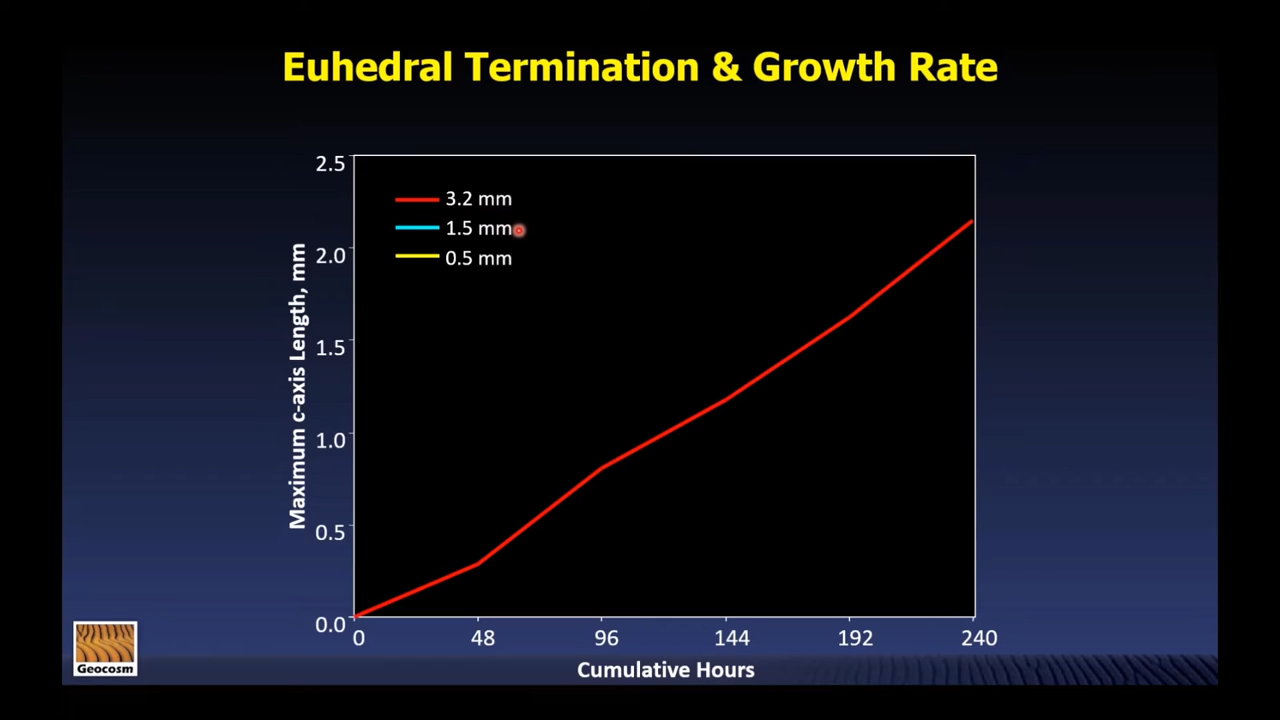 Euhedral Termination & Growth Rate
2.5
3.2 mm
1.5 mm
0.5 mm
2.0
1.5
1.0
0.5
0.0
Maximum c-axis Length, mm
0 48 96 144 192 240
Cumulative Hours
Geocosm